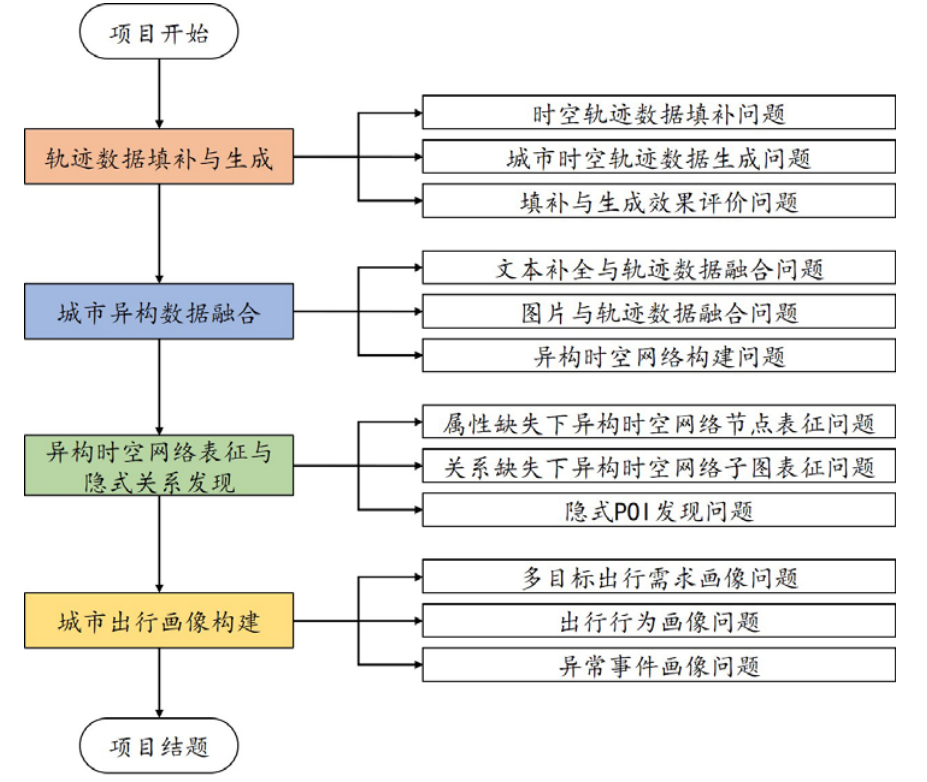 项目开始
轨迹数据填补与生成
时空轨迹数据填补问题
城市时空轨迹数据生成问题
填补与生成效果评价问题
城市异构数据融合
文本补全与轨迹数据融合问题
图片与轨迹数据融合问题
异构时空网络构建问题
异构时空网络表征与
隐式关系发现
属性缺失下异构时空网络节点表征问题
关系缺失下异构时空网络子图表征问题
隐式POI发现问题
城市出行画像构建
多目标出行需求画像问题
出行行为画像问题
异常事件画像问题
项目结题